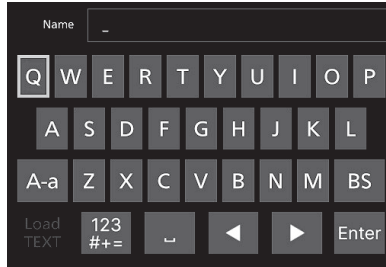 Name _
Q W E R T Y U I O P
A S D F G H J K L
A-a Z X C V B N M BS
Load TEXT 123 #+= ␣ ◀ ▶ Enter